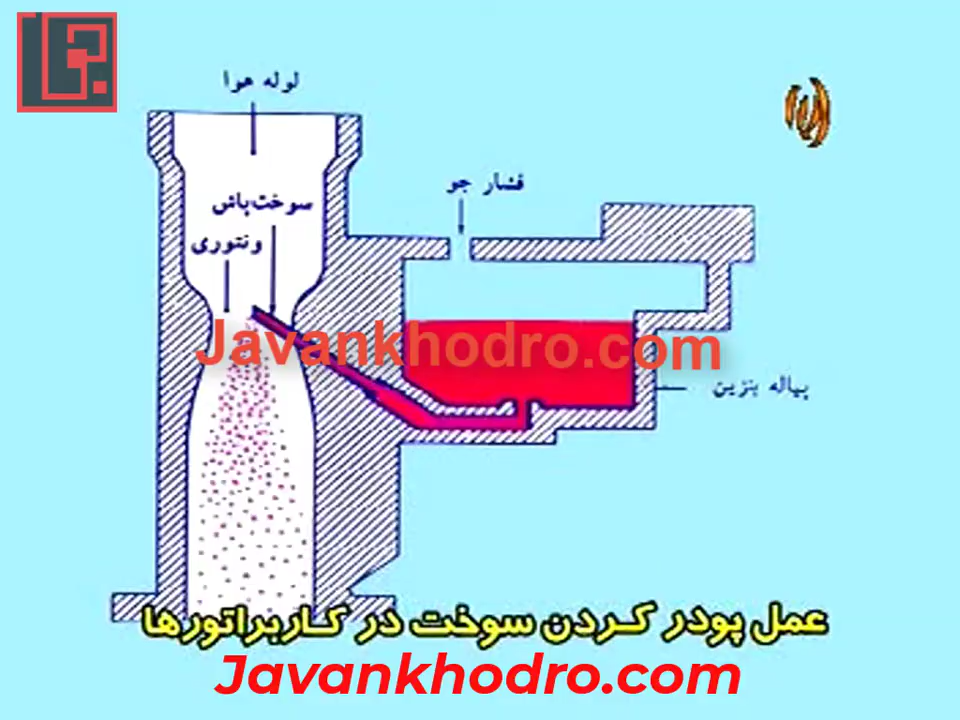 لوله هوا
فشار جو
سوخت‌پاش
ونتوری
Javankhodro.com
پیاله بنزین
عمل پودر کردن سوخت در کاربراتورها
Javankhodro.com